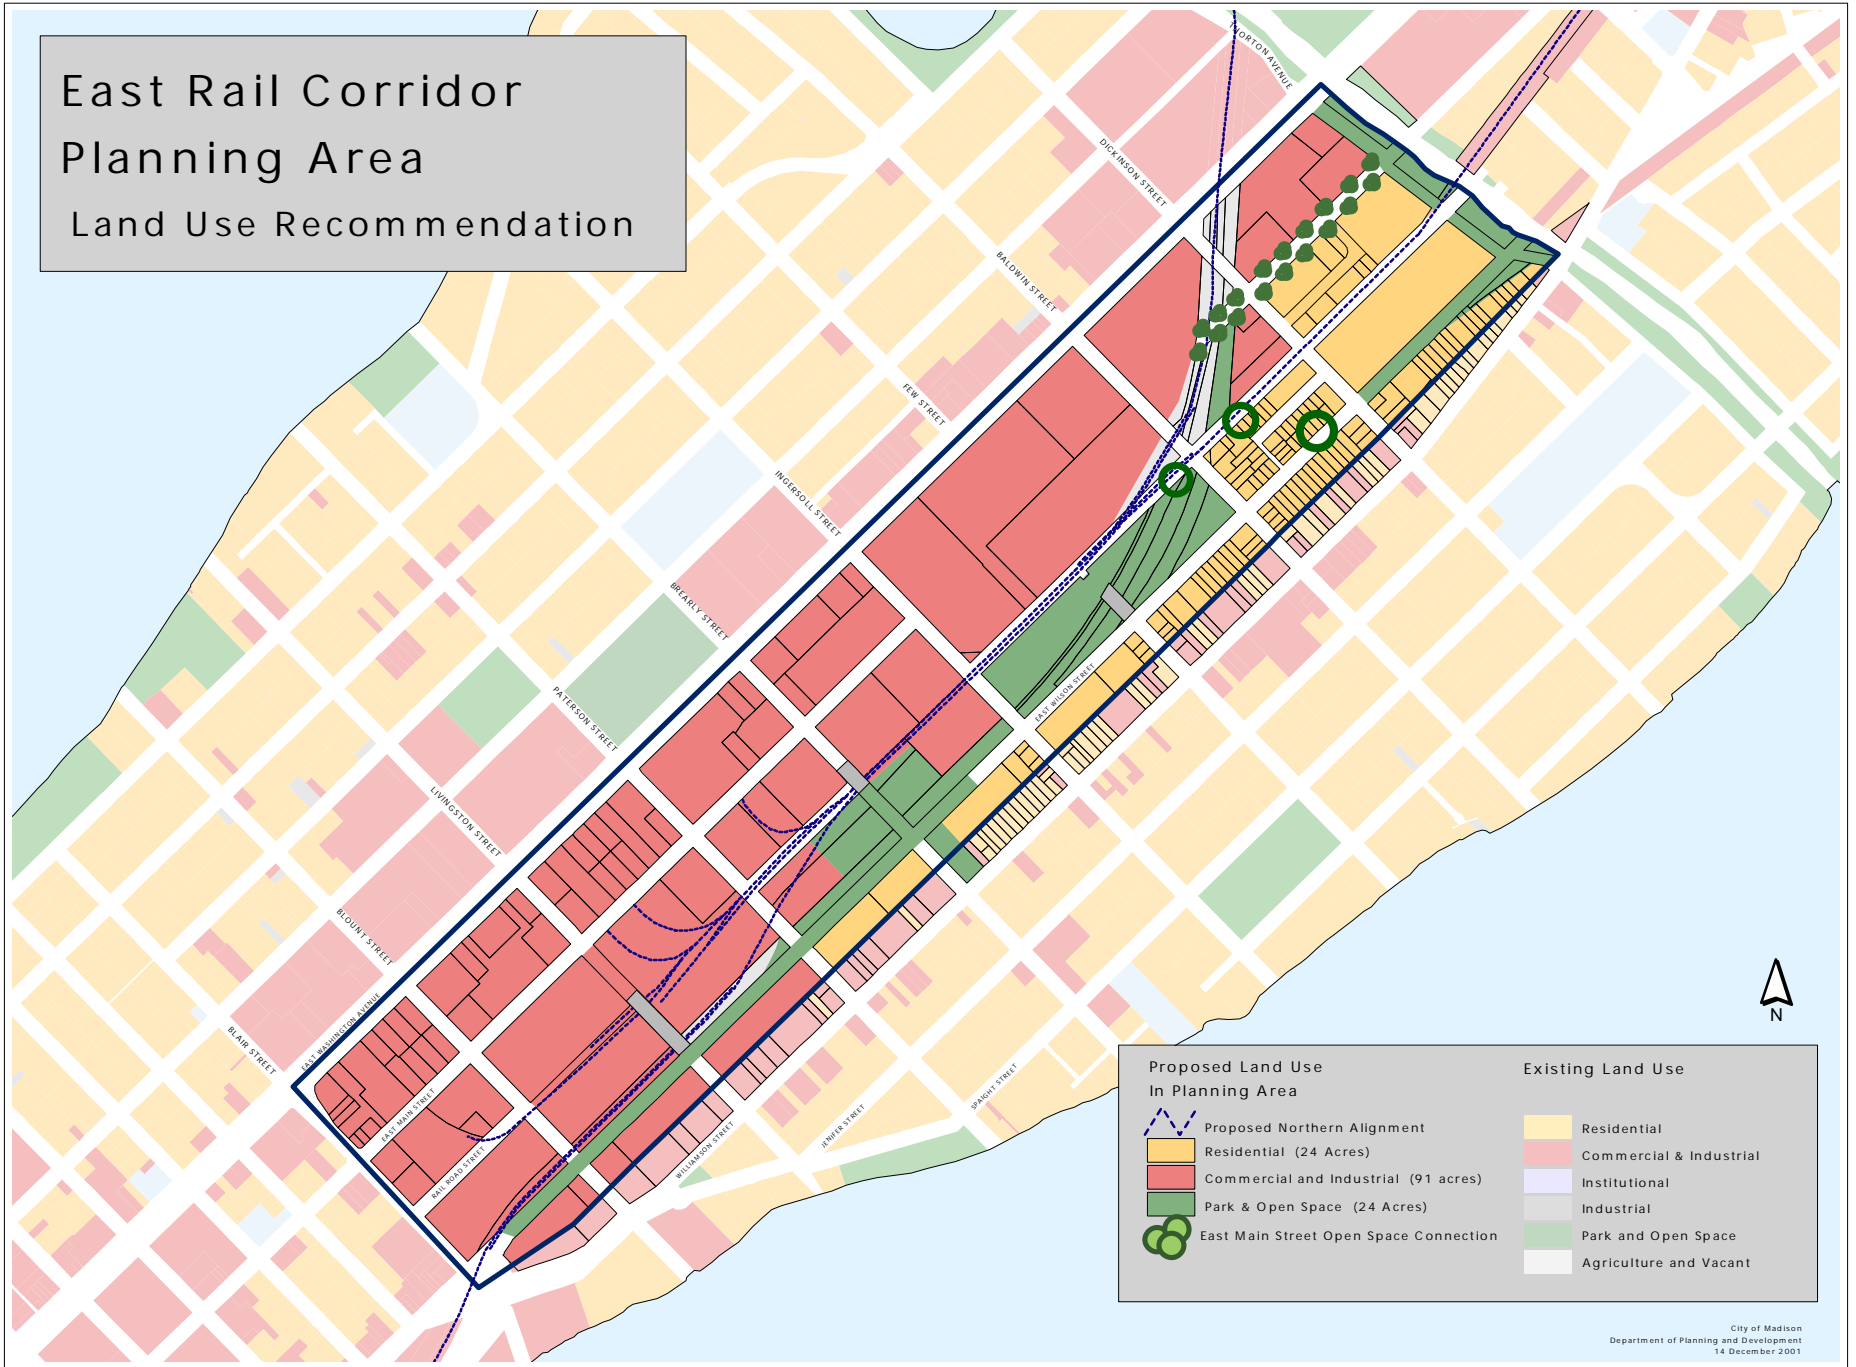 East Rail Corridor
Planning Area
Land Use Recommendation
THORTON AVENUE
DICKINSON STREET
BALDWIN STREET
FEW STREET
INGERSOLL STREET
BREARLY STREET
PATERSON STREET
LIVINGSTON STREET
BLOUNT STREET
BLAIR STREET
EAST WASHINGTON AVENUE
EAST MAIN STREET
RAIL ROAD STREET
EAST WILSON STREET
WILLIAMSON STREET
JENIFER STREET
SPAIGHT STREET
N
Proposed Land Use
In Planning Area
Proposed Northern Alignment
Residential (24 Acres)
Commercial and Industrial (91 acres)
Park & Open Space (24 Acres)
East Main Street Open Space Connection
Existing Land Use
Residential
Commercial & Industrial
Institutional
Industrial
Park and Open Space
Agriculture and Vacant
City of Madison
Department of Planning and Development
14 December 2001